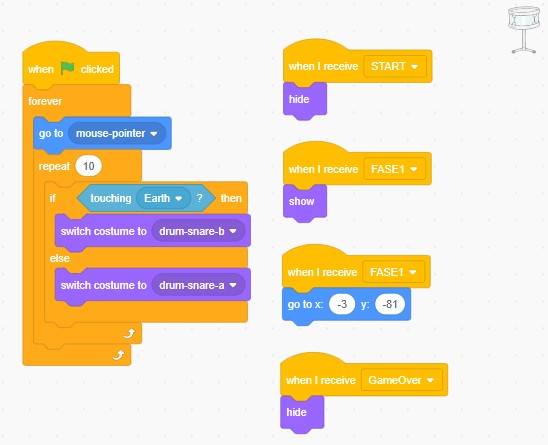 when clicked
forever
go to mouse-pointer
repeat 10
if touching Earth ? then
switch costume to drum-snare-b
else
switch costume to drum-snare-a
when I receive START
hide
when I receive FASE1
show
when I receive FASE1
go to x: -3 y: -81
when I receive GameOver
hide